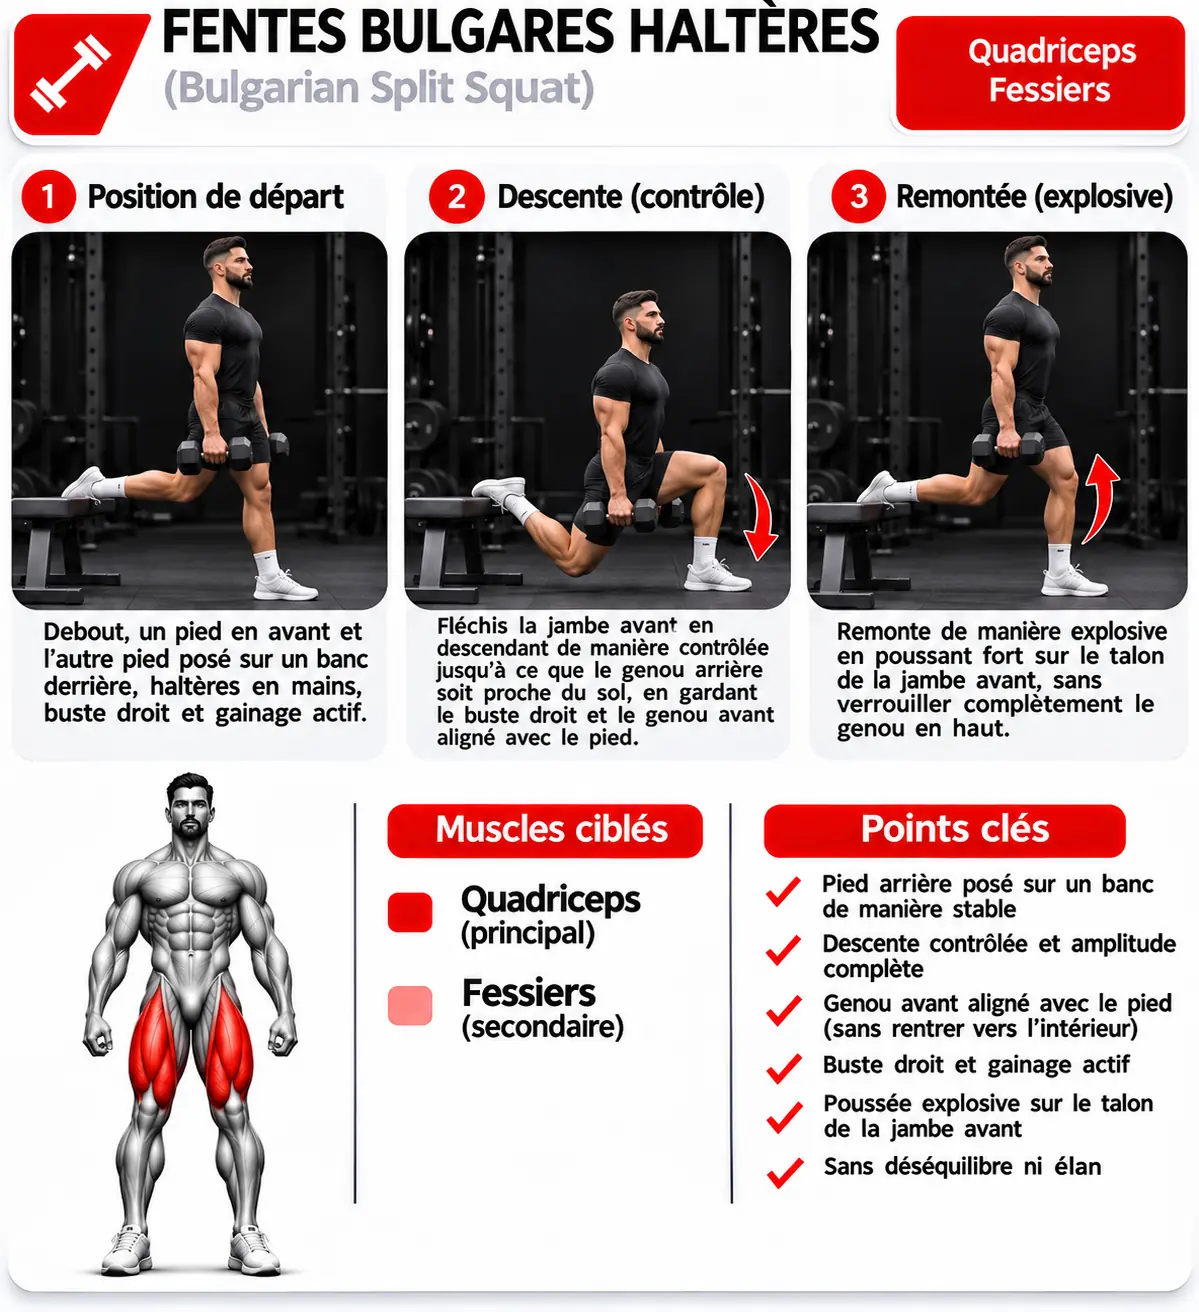 FENTES BULGARES HALTÈRES
(Bulgarian Split Squat)
Quadriceps
Fessiers
1 Position de départ
Debout, un pied en avant et
l'autre pied posé sur un banc
derrière, haltères en mains,
buste droit et gainage actif.
2 Descente (contrôle)
Fléchis la jambe avant en
descendant de manière contrôlée
jusqu'à ce que le genou arrière
soit proche du sol, en gardant
le buste droit et le genou avant
aligné avec le pied.
3 Remontée (explosive)
Remonte de manière explosive
en poussant fort sur le talon
de la jambe avant, sans
verrouiller complètement le
genou en haut.
Muscles ciblés
Quadriceps
(principal)
Fessiers
(secondaire)
Points clés
Pied arrière posé sur un banc
de manière stable
Descente contrôlée et amplitude
complète
Genou avant aligné avec le pied
(sans rentrer vers l'intérieur)
Buste droit et gainage actif
Poussée explosive sur le talon
de la jambe avant
Sans déséquilibre ni élan